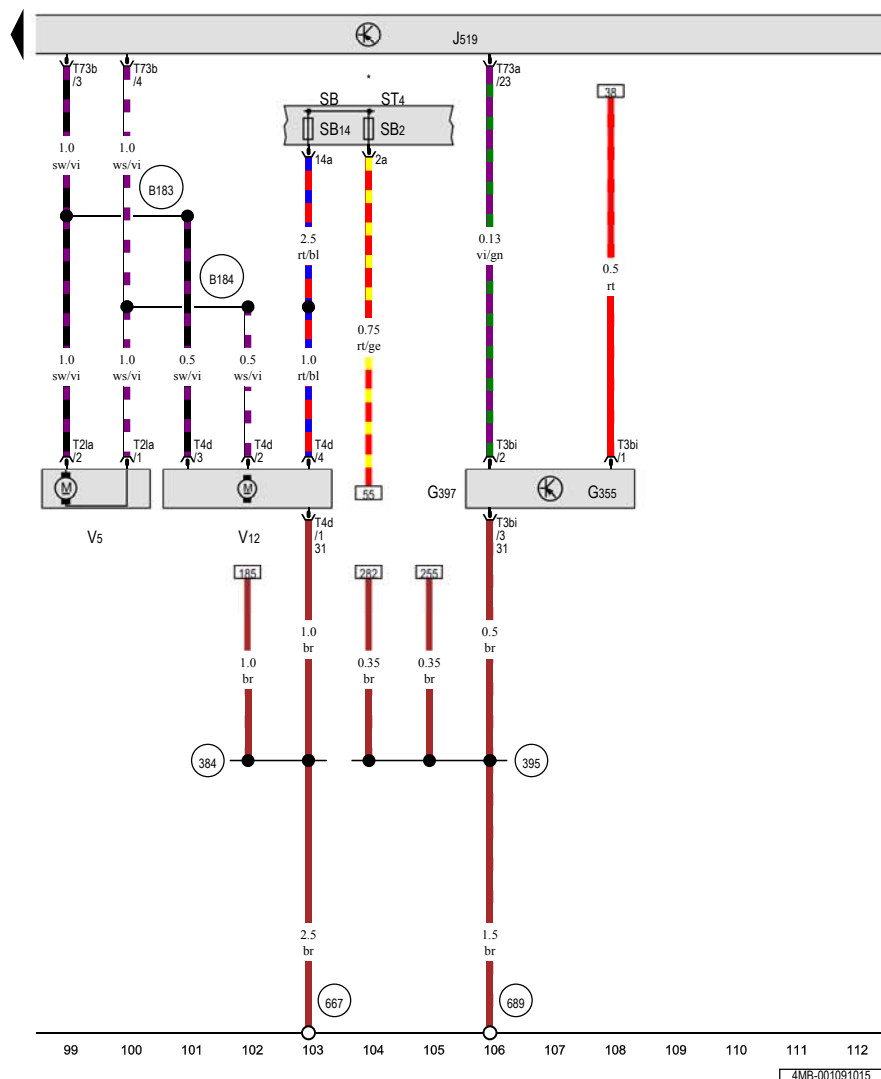 J519
T73b
/3
T73b
/4
T73a
/23
38
SB
ST4
SB14
SB2
14a
2a
1.0
sw/vi
1.0
ws/vi
B183
2.5
rt/bl
0.13
vi/gn
0.5
rt
B184
0.75
rt/ge
1.0
sw/vi
1.0
ws/vi
0.5
sw/vi
0.5
ws/vi
1.0
rt/bl
T2la
/2
T2la
/1
T4d
/3
T4d
/2
T4d
/4
T3bi
/2
T3bi
/1
M
M
55
G397
G355
V5
V12
T4d
/1
31
T3bi
/3
31
185
282
255
1.0
br
0.5
br
1.0
br
0.35
br
0.35
br
384
395
2.5
br
1.5
br
667
689
99 100 101 102 103 104 105 106 107 108 109 110 111 112
4MB-001091015